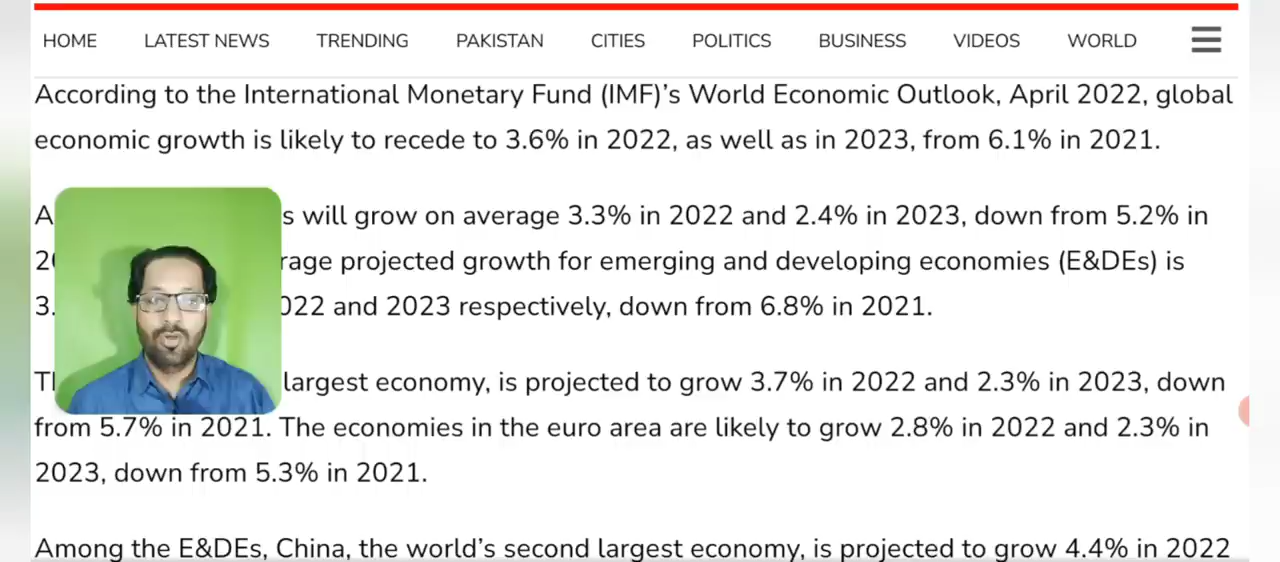 HOME LATEST NEWS TRENDING PAKISTAN CITIES POLITICS BUSINESS VIDEOS WORLD
According to the International Monetary Fund (IMF)’s World Economic Outlook, April 2022, global
economic growth is likely to recede to 3.6% in 2022, as well as in 2023, from 6.1% in 2021.
will grow on average 3.3% in 2022 and 2.4% in 2023, down from 5.2% in
projected growth for emerging and developing economies (E&DEs) is
and 2023 respectively, down from 6.8% in 2021.
largest economy, is projected to grow 3.7% in 2022 and 2.3% in 2023, down
from 5.7% in 2021. The economies in the euro area are likely to grow 2.8% in 2022 and 2.3% in
2023, down from 5.3% in 2021.
Among the E&DEs, China, the world’s second largest economy, is projected to grow 4.4% in 2022